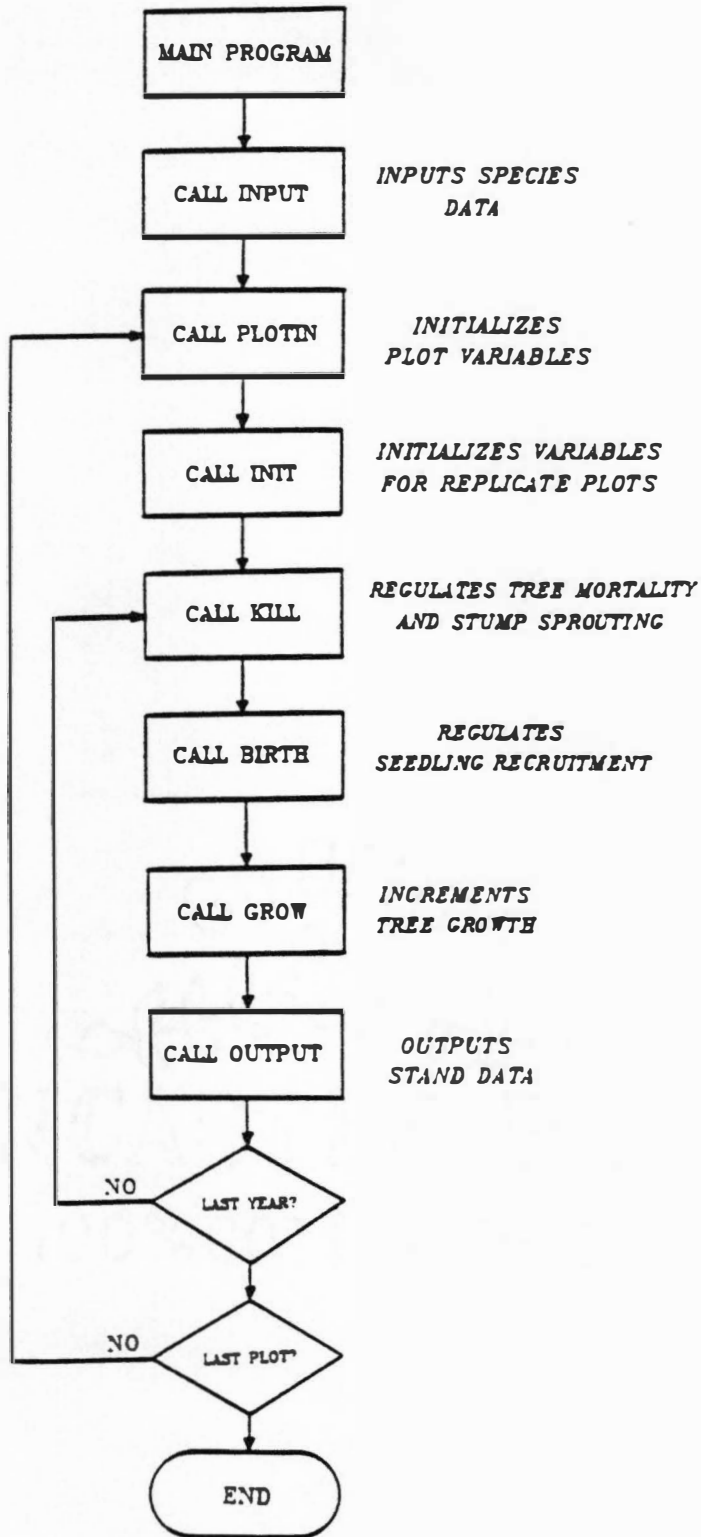 MAIN PROGRAM
CALL INPUT
INPUTS SPECIES
DATA
CALL PLOTIN
INITIALIZES
PLOT VARIABLES
CALL INIT
INITIALIZES VARIABLES
FOR REPLICATE PLOTS
CALL KILL
REGULATES TREE MORTALITY
AND STUMP SPROUTING
CALL BIRTH
REGULATES
SEEDLING RECRUITMENT
CALL GROW
INCREMENTS
TREE GROWTH
CALL OUTPUT
OUTPUTS
STAND DATA
NO
LAST YEAR?
NO
LAST PLOT?
END